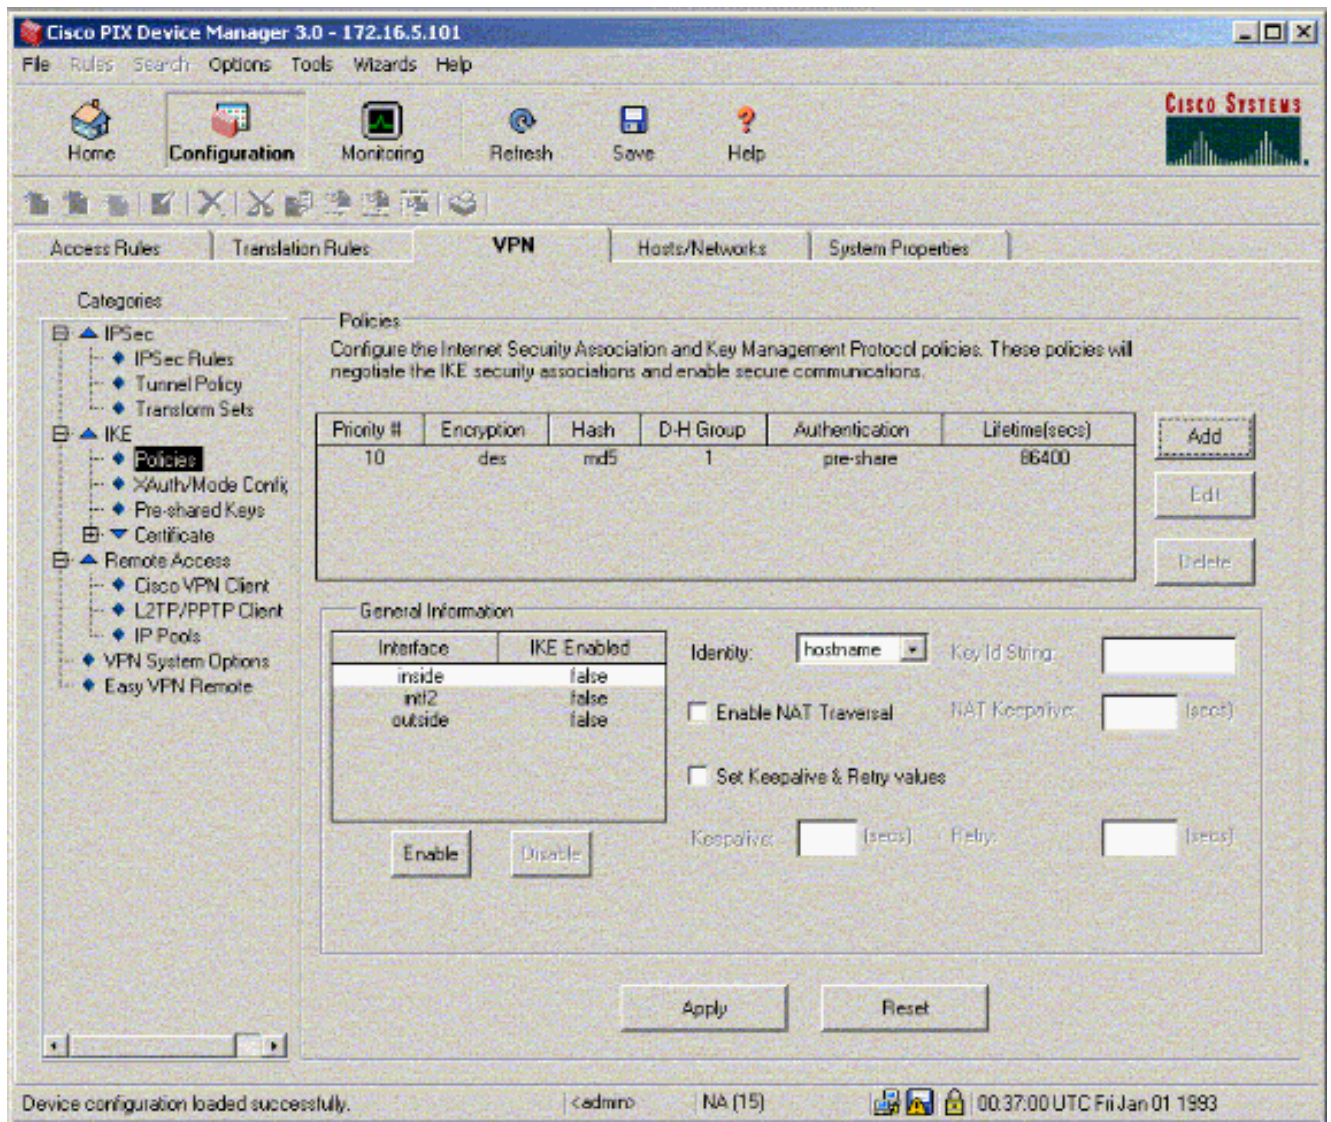 Cisco PIX Device Manager 3.0 - 172.16.5.101
File Rules Search Options Tools Wizards Help
CISCO SYSTEMS
Home Configuration Monitoring Refresh Save Help
Access Rules Translation Rules VPN Hosts/Networks System Properties
Categories
IPSec
IPSec Rules
Tunnel Policy
Transform Sets
IKE
Policies
XAuth/Mode Config
Pre-shared Keys
Certificate
Remote Access
Cisco VPN Client
L2TP/PPTP Client
IP Pools
VPN System Options
Easy VPN Remote
Policies
Configure the Internet Security Association and Key Management Protocol policies. These policies will
negotiate the IKE security associations and enable secure communications.
Priority # Encryption Hash D-H Group Authentication Lifetime(secs)
10 des md5 1 pre-share 86400
Add
Edit
Delete
General Information
Interface IKE Enabled
inside false
intf2 false
outside false
Enable Disable
Identity: hostname Key Id String:
Enable NAT Traversal NAT Keepalive: (secs)
Set Keepalive & Retry values
Keepalive: (secs) Retry: (secs)
Apply Reset
Device configuration loaded successfully. <admin> NA (15) 00:37:00 UTC Fri Jan 01 1993